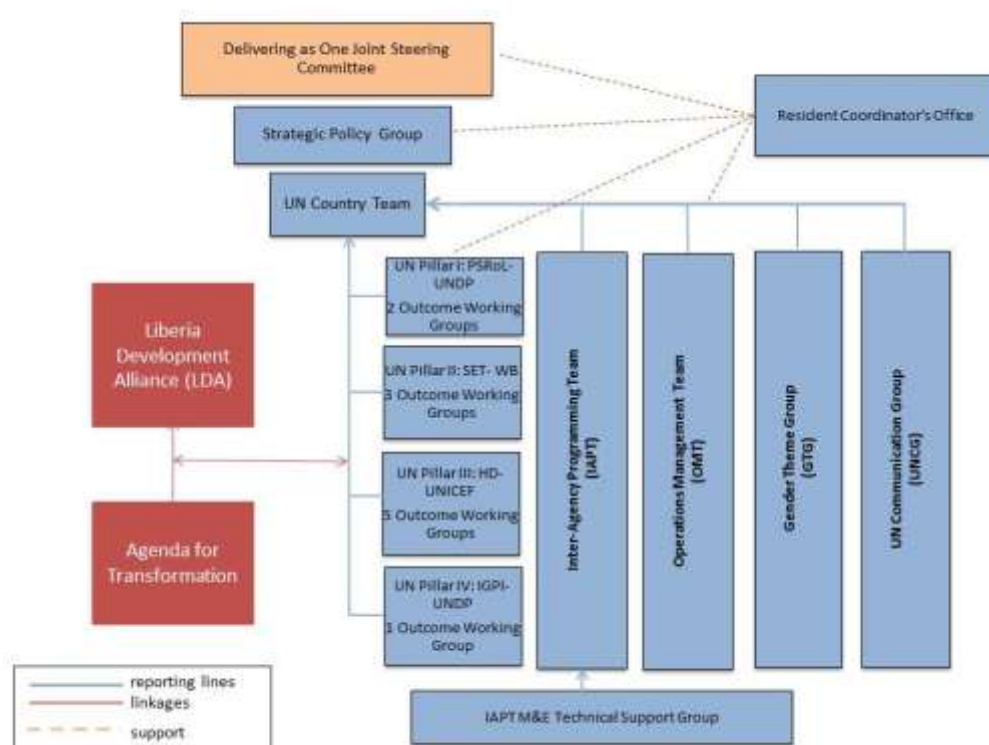 Delivering as One Joint Steering
Committee
Resident Coordinator's Office
Strategic Policy Group
UN Country Team
UN Pillar I: PSRoL-
UNDP
2 Outcome Working
Groups
UN Pillar II: SET- WB
3 Outcome Working
Groups
UN Pillar III: HD-
UNICEF
Outcome Working
Groups
UN Pillar IV: IGPI-
UNDP
Outcome Working
Group
Inter-Agency Programming Team
(IAPT)
Operations Management Team
(OMT)
Gender Theme Group
(GTG)
UN Communication Group
(UNCG)
Liberia
Development
Alliance (LDA)
Agenda for
Transformation
IAPT M&E Technical Support Group
reporting lines
linkages
support